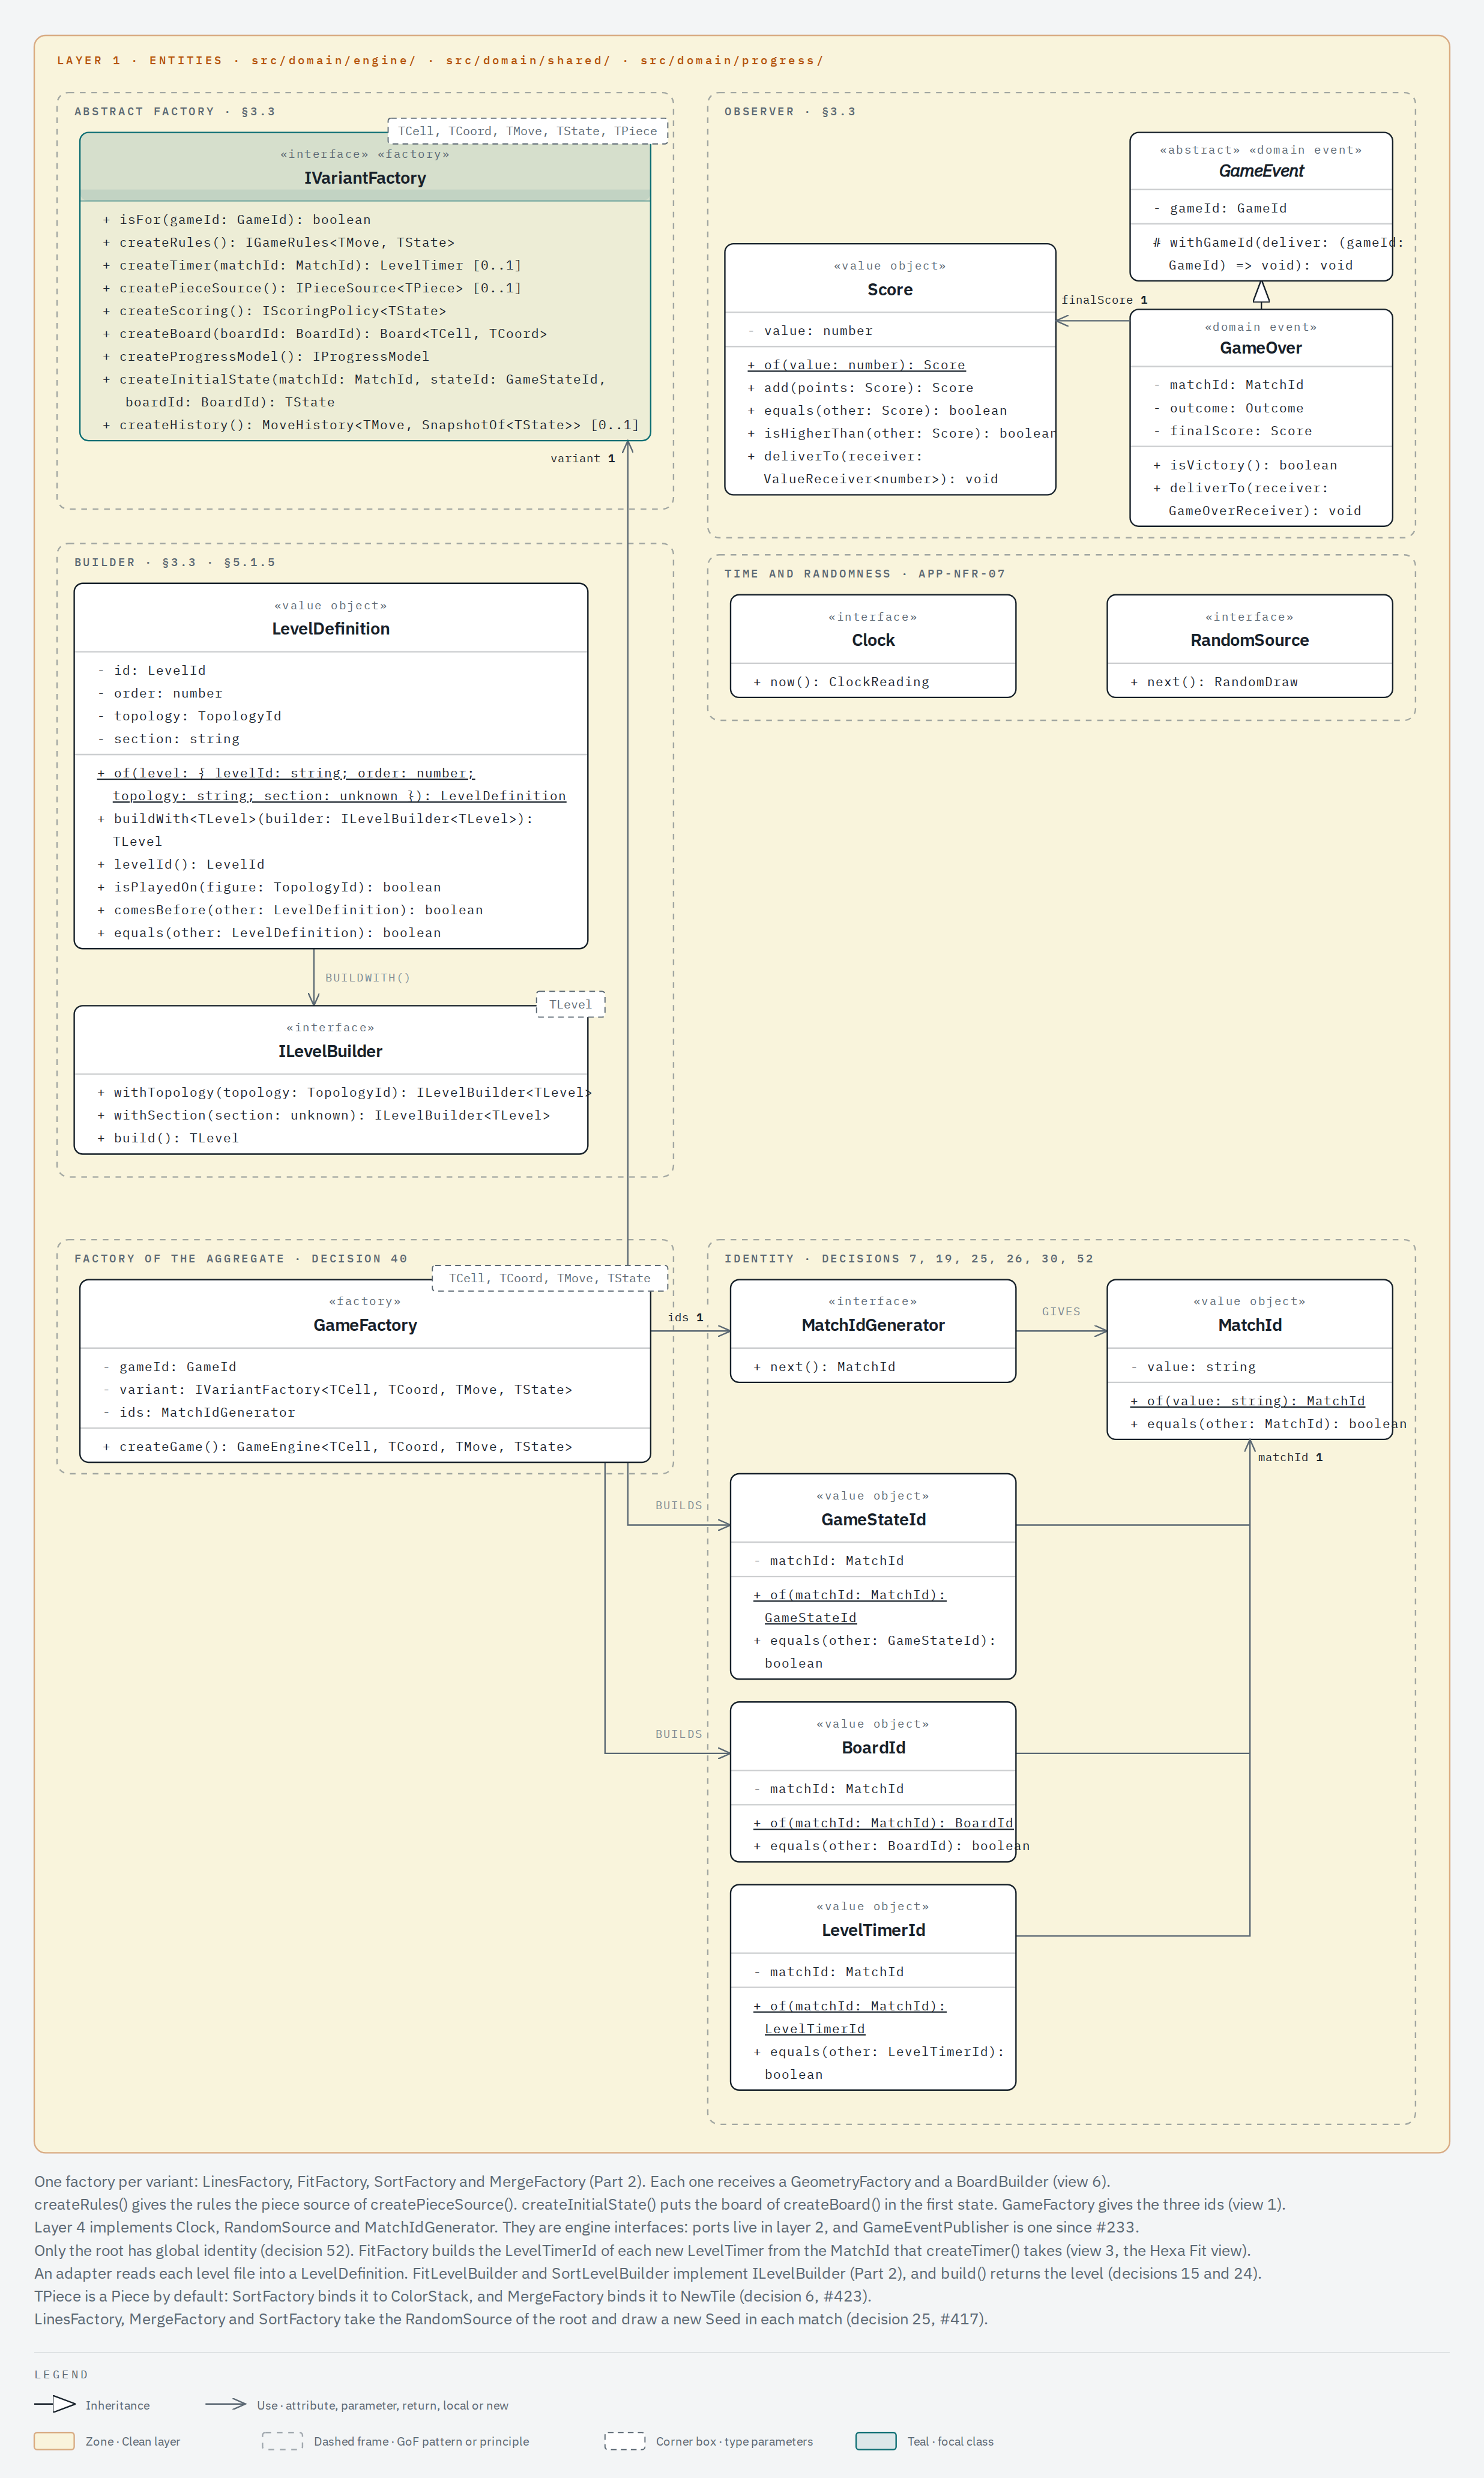 LAYER 1 · ENTITIES · src/domain/engine/ · src/domain/shared/ · src/domain/progress/
ABSTRACT FACTORY · §3.3
TCell, TCoord, TMove, TState, TPiece
«interface» «factory»
IVariantFactory
+ isFor(gameId: GameId): boolean
+ createRules(): IGameRules<TMove, TState>
+ createTimer(matchId: MatchId): LevelTimer [0..1]
+ createPieceSource(): IPieceSource<TPiece> [0..1]
+ createScoring(): IScoringPolicy<TState>
+ createBoard(boardId: BoardId): Board<TCell, TCoord>
+ createProgressModel(): IProgressModel
+ createInitialState(matchId: MatchId, stateId: GameStateId,
boardId: BoardId): TState
+ createHistory(): MoveHistory<TMove, SnapshotOf<TState>> [0..1]
variant 1
OBSERVER · §3.3
«abstract» «domain event»
GameEvent
- gameId: GameId
# withGameId(deliver: (gameId:
GameId) => void): void
«value object»
Score
- value: number
+ of(value: number): Score
+ add(points: Score): Score
+ equals(other: Score): boolean
+ isHigherThan(other: Score): boolean
+ deliverTo(receiver:
ValueReceiver<number>): void
finalScore 1
«domain event»
GameOver
- matchId: MatchId
- outcome: Outcome
- finalScore: Score
+ isVictory(): boolean
+ deliverTo(receiver:
GameOverReceiver): void
BUILDER · §3.3 · §5.1.5
«value object»
LevelDefinition
- id: LevelId
- order: number
- topology: TopologyId
- section: string
+ of(level: { levelId: string; order: number;
topology: string; section: unknown }): LevelDefinition
+ buildWith<TLevel>(builder: ILevelBuilder<TLevel>):
TLevel
+ levelId(): LevelId
+ isPlayedOn(figure: TopologyId): boolean
+ comesBefore(other: LevelDefinition): boolean
+ equals(other: LevelDefinition): boolean
BUILDWITH()
TLevel
«interface»
ILevelBuilder
+ withTopology(topology: TopologyId): ILevelBuilder<TLevel>
+ withSection(section: unknown): ILevelBuilder<TLevel>
+ build(): TLevel
TIME AND RANDOMNESS · APP-NFR-07
«interface»
Clock
+ now(): ClockReading
«interface»
RandomSource
+ next(): RandomDraw
FACTORY OF THE AGGREGATE · DECISION 40
TCell, TCoord, TMove, TState
«factory»
GameFactory
- gameId: GameId
- variant: IVariantFactory<TCell, TCoord, TMove, TState>
- ids: MatchIdGenerator
+ createGame(): GameEngine<TCell, TCoord, TMove, TState>
ids 1
IDENTITY · DECISIONS 7, 19, 25, 26, 30, 52
«interface»
MatchIdGenerator
+ next(): MatchId
GIVES
«value object»
MatchId
- value: string
+ of(value: string): MatchId
+ equals(other: MatchId): boolean
matchId 1
BUILDS
«value object»
GameStateId
- matchId: MatchId
+ of(matchId: MatchId):
GameStateId
+ equals(other: GameStateId):
boolean
BUILDS
«value object»
BoardId
- matchId: MatchId
+ of(matchId: MatchId): BoardId
+ equals(other: BoardId): boolean
«value object»
LevelTimerId
- matchId: MatchId
+ of(matchId: MatchId):
LevelTimerId
+ equals(other: LevelTimerId):
boolean
One factory per variant: LinesFactory, FitFactory, SortFactory and MergeFactory (Part 2). Each one receives a GeometryFactory and a BoardBuilder (view 6).
createRules() gives the rules the piece source of createPieceSource(). createInitialState() puts the board of createBoard() in the first state. GameFactory gives the three ids (view 1).
Layer 4 implements Clock, RandomSource and MatchIdGenerator. They are engine interfaces: ports live in layer 2, and GameEventPublisher is one since #233.
Only the root has global identity (decision 52). FitFactory builds the LevelTimerId of each new LevelTimer from the MatchId that createTimer() takes (view 3, the Hexa Fit view).
An adapter reads each level file into a LevelDefinition. FitLevelBuilder and SortLevelBuilder implement ILevelBuilder (Part 2), and build() returns the level (decisions 15 and 24).
TPiece is a Piece by default: SortFactory binds it to ColorStack, and MergeFactory binds it to NewTile (decision 6, #423).
LinesFactory, MergeFactory and SortFactory take the RandomSource of the root and draw a new Seed in each match (decision 25, #417).
LEGEND
Inheritance
Use · attribute, parameter, return, local or new
Zone · Clean layer
Dashed frame · GoF pattern or principle
Corner box · type parameters
Teal · focal class